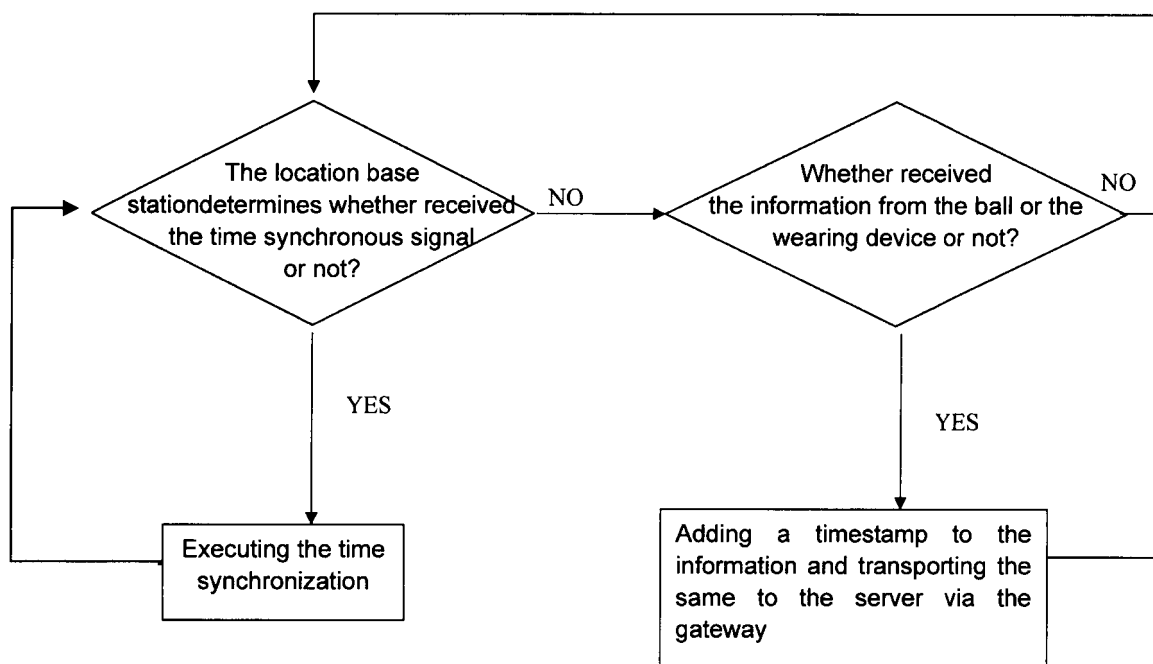 The location base
stationdetermines whether received
the time synchronous signal
or not?
NO
Whether received
the information from the ball or the
wearing device or not?
NO
YES
YES
Executing the time
synchronization
Adding a timestamp to the
information and transporting the
same to the server via the
gateway